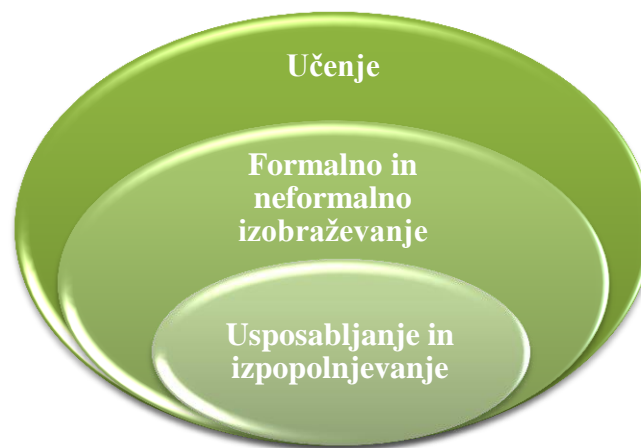 Učenje
Formalno in
neformalno
izobraževanje
Usposabljanje in
izpopolnjevanje